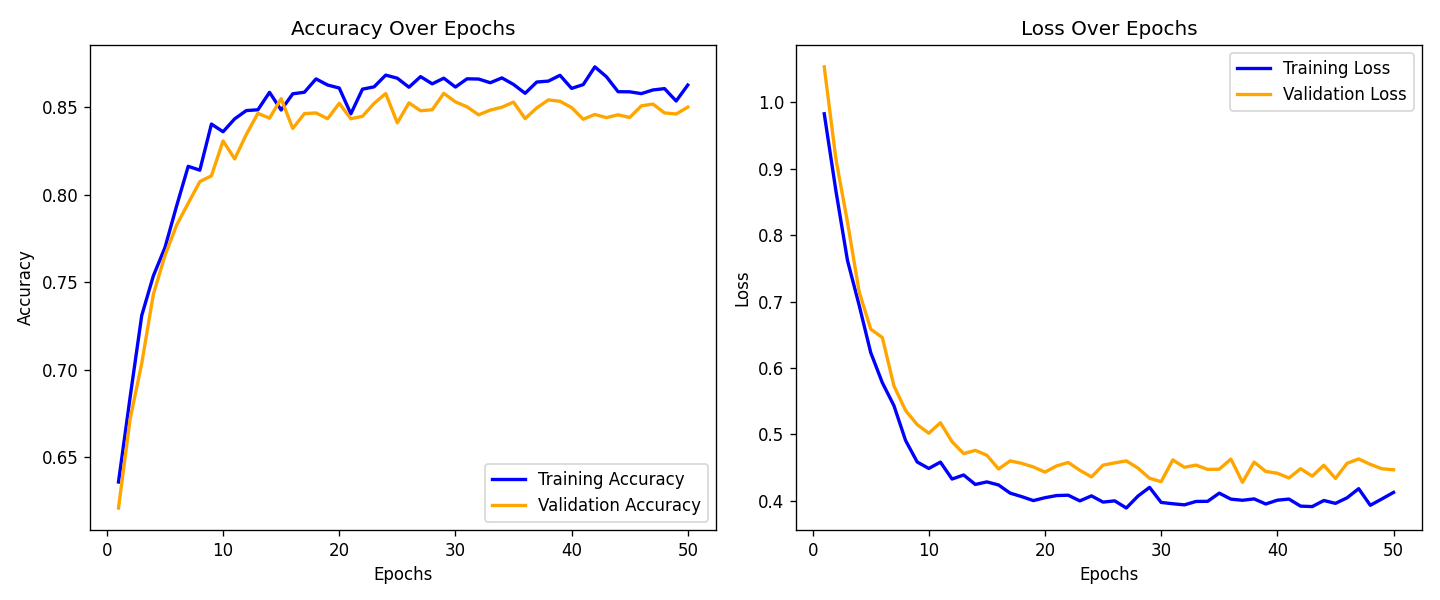 Accuracy Over Epochs
0.85
0.80
0.75
0.70
0.65
Accuracy
0 10 20 30 40 50
Epochs
Training Accuracy
Validation Accuracy
Loss Over Epochs
1.0
0.9
0.8
0.7
0.6
0.5
0.4
Loss
0 10 20 30 40 50
Epochs
Training Loss
Validation Loss